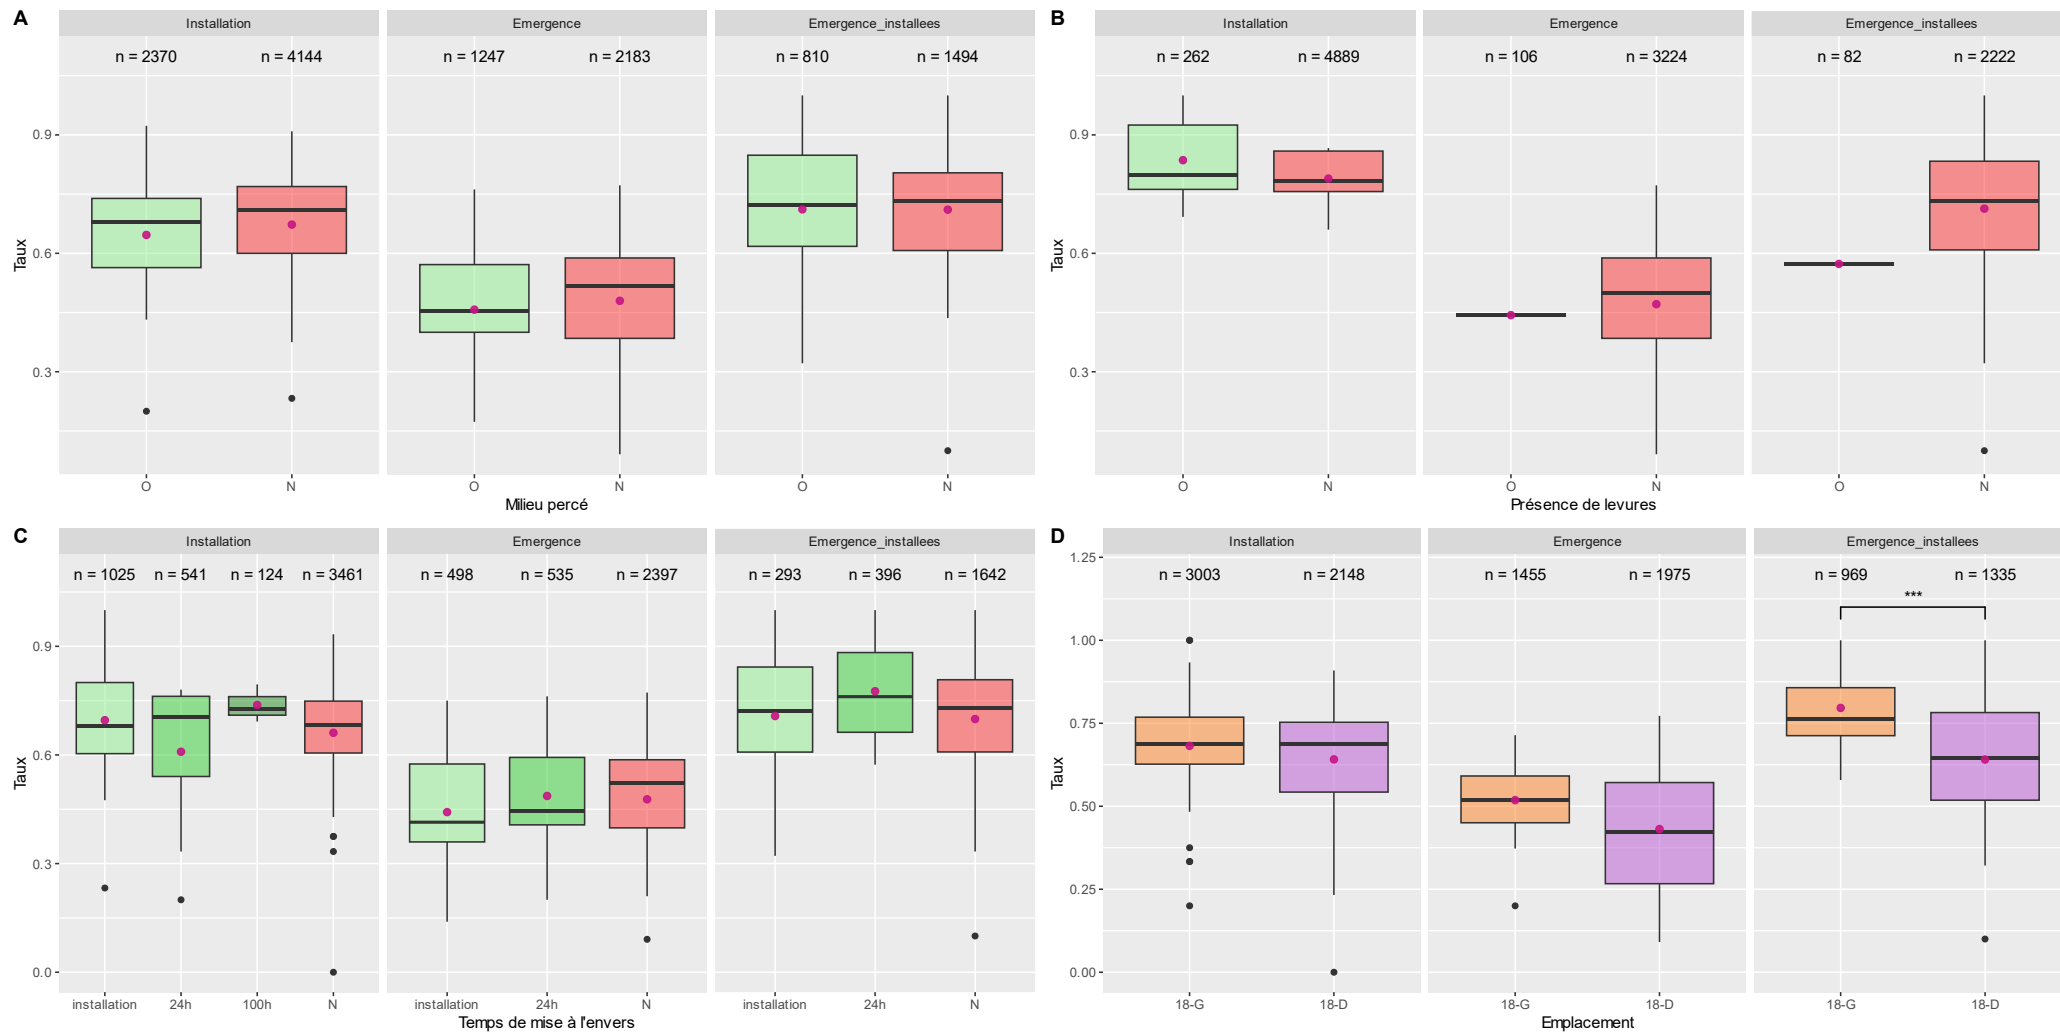 A
Installation
Emergence
Emergence_installees
n = 2370
n = 4144
n = 1247
n = 2183
n = 810
n = 1494
Taux
0.9
0.6
0.3
O
N
O
N
O
N
Milieu percé
B
Installation
Emergence
Emergence_installees
n = 262
n = 4889
n = 106
n = 3224
n = 82
n = 2222
Taux
0.9
0.6
0.3
O
N
O
N
O
N
Présence de levures
C
Installation
Emergence
Emergence_installees
n = 1025
n = 541
n = 124
n = 3461
n = 498
n = 535
n = 2397
n = 293
n = 396
n = 1642
Taux
0.9
0.6
0.3
0.0
installation
24h
100h
N
installation
24h
N
installation
24h
N
Temps de mise à l'envers
D
Installation
Emergence
Emergence_installees
n = 3003
n = 2148
n = 1455
n = 1975
n = 969
n = 1335
***
Taux
1.25
1.00
0.75
0.50
0.25
0.00
18-G
18-D
18-G
18-D
18-G
18-D
Emplacement